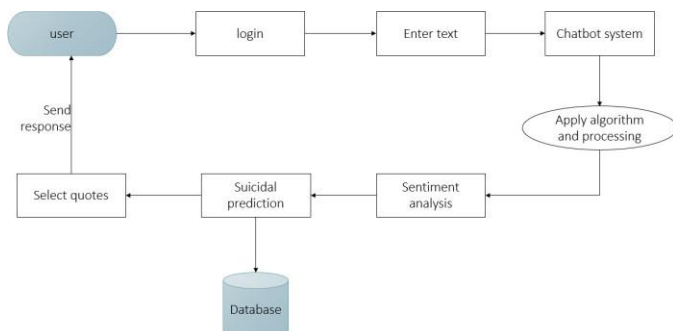 user
login
Enter text
Chatbot system
Send
response
Apply algorithm
and processing
Select quotes
Suicidal
prediction
Sentiment
analysis
Database